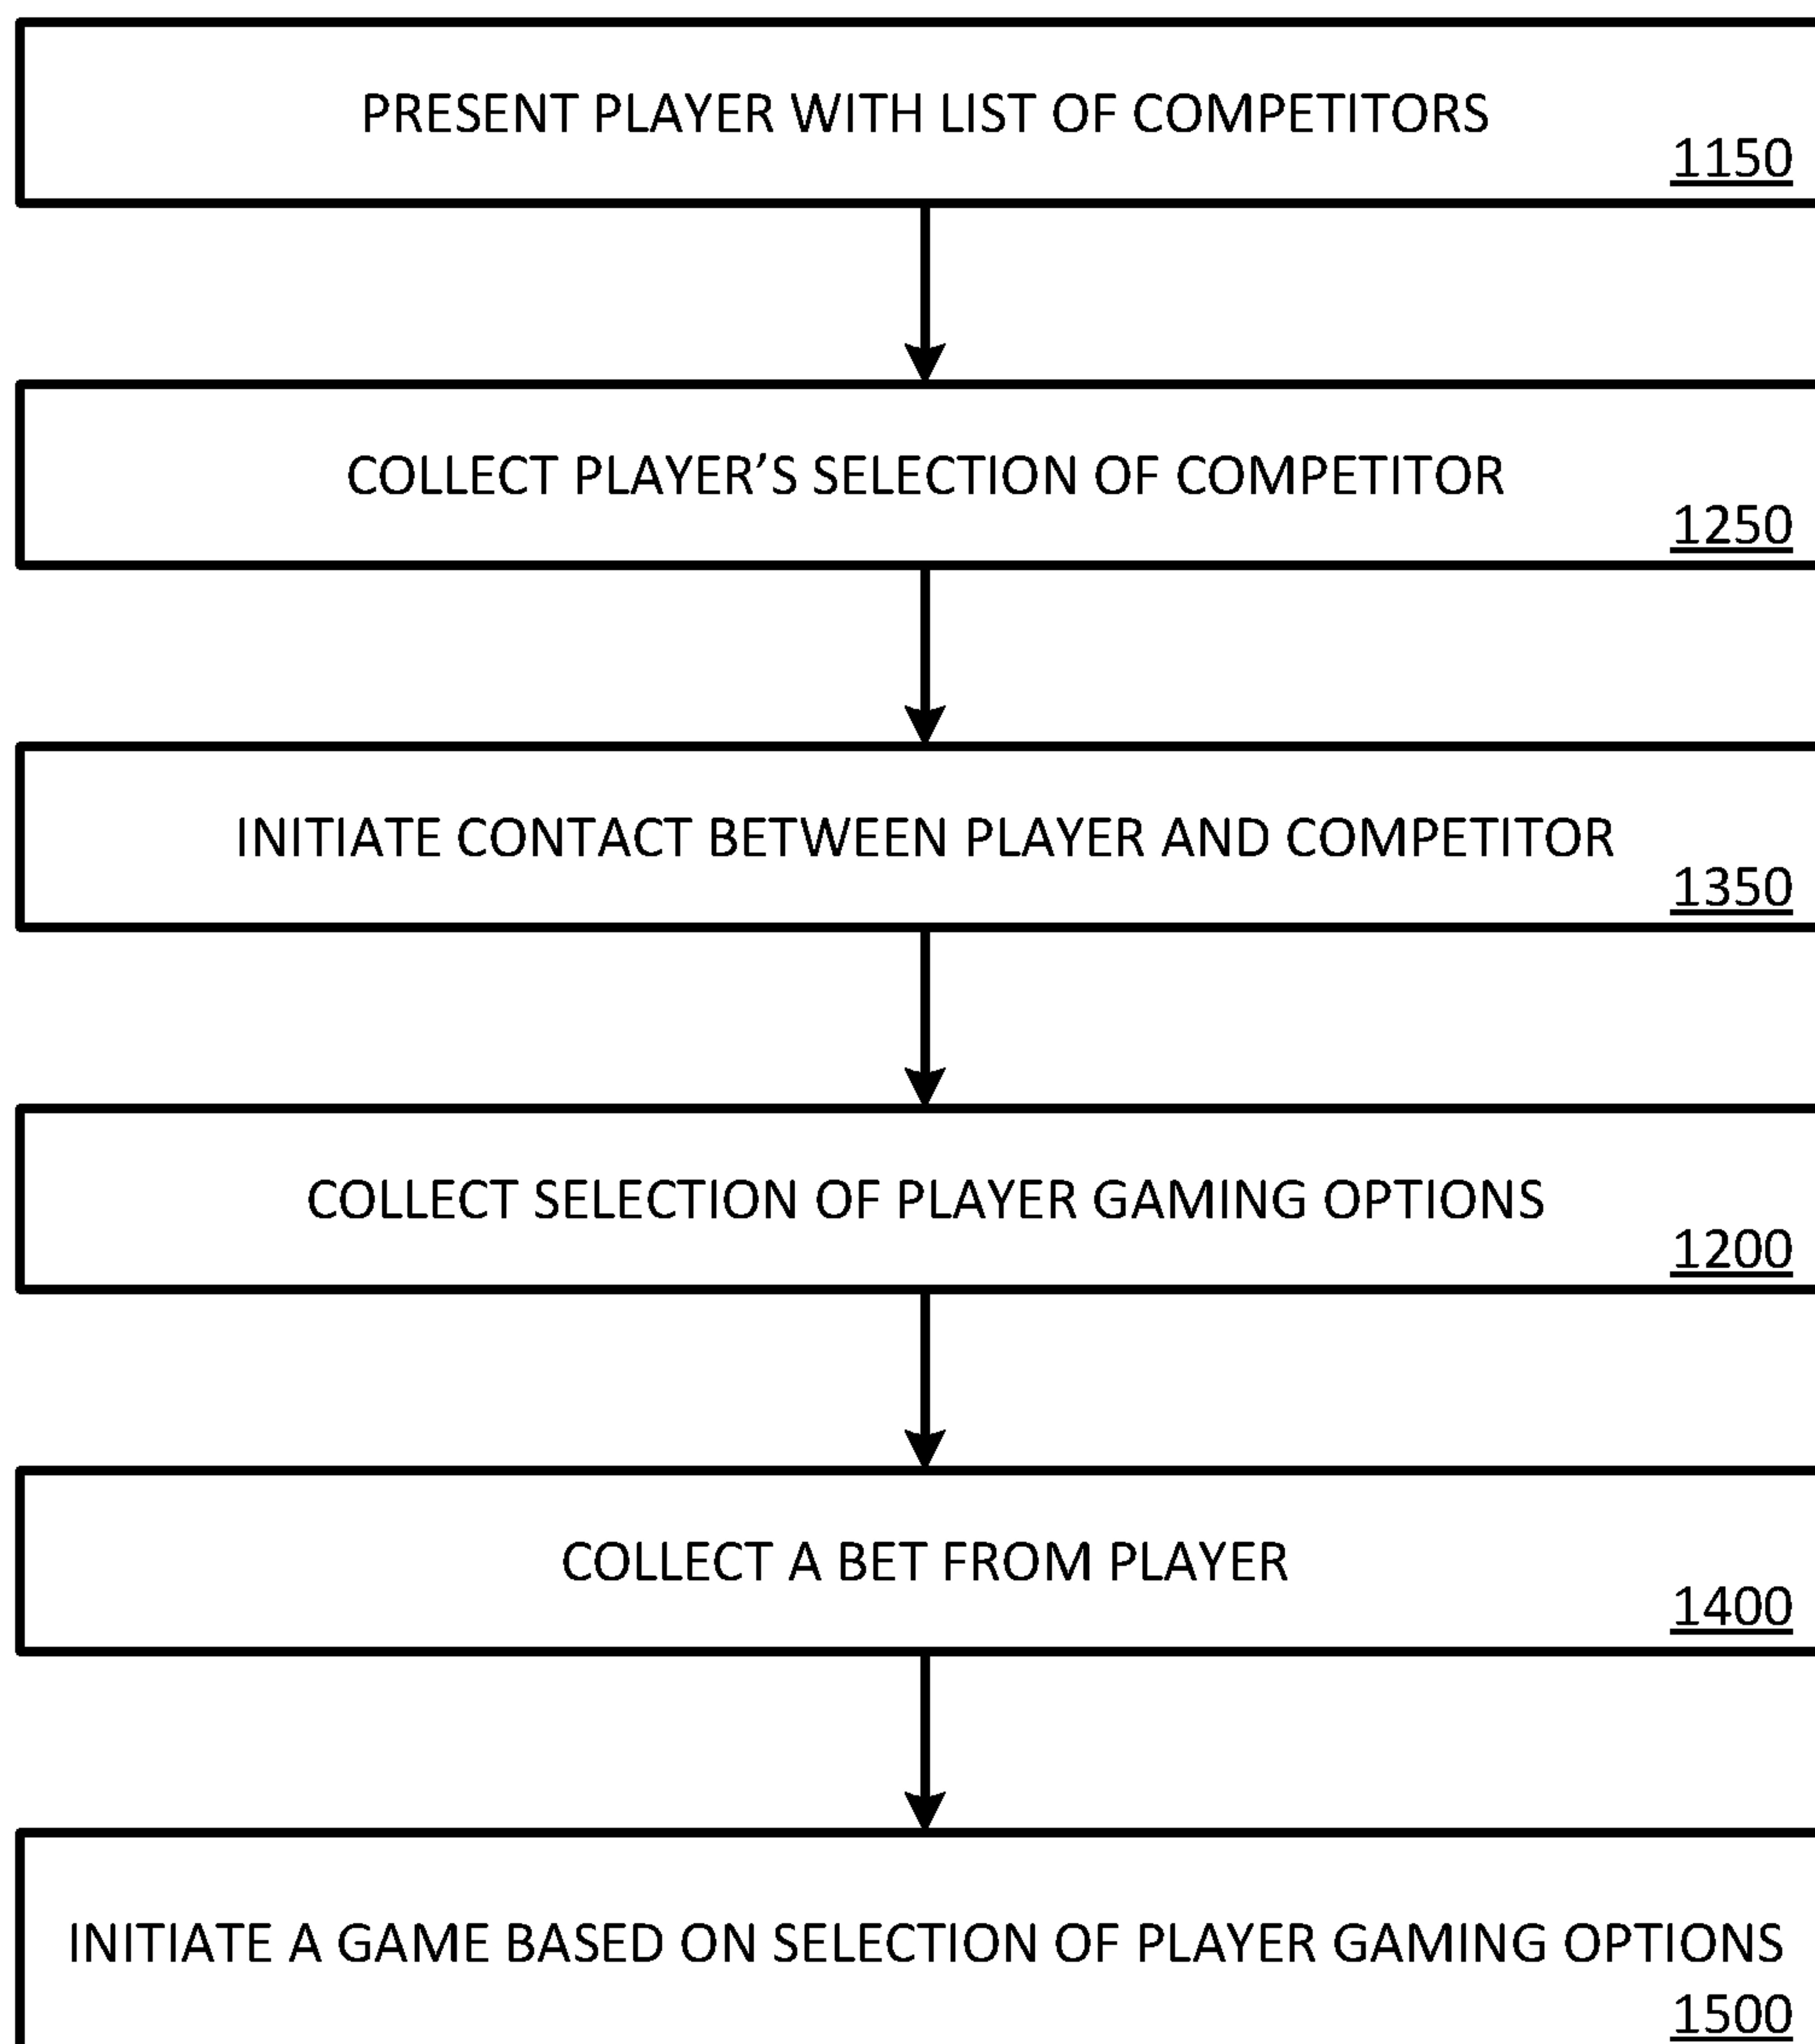 PRESENT PLAYER WITH LIST OF COMPETITORS
1150
COLLECT PLAYER’S SELECTION OF COMPETITOR
1250
INITIATE CONTACT BETWEEN PLAYER AND COMPETITOR
1350
COLLECT SELECTION OF PLAYER GAMING OPTIONS
1200
COLLECT A BET FROM PLAYER
1400
INITIATE A GAME BASED ON SELECTION OF PLAYER GAMING OPTIONS
1500